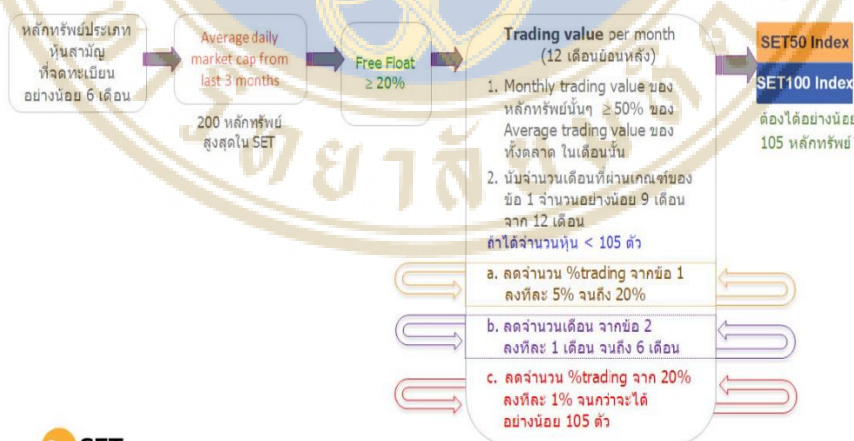 หลักทรัพย์ประเภท
หุ้นสามัญ
ที่จดทะเบียน
อย่างน้อย 6 เดือน
Average daily
market cap from
last 3 months
200 หลักทรัพย์
สูงสุดใน SET
Free Float
≥ 20%
Trading value per month
(12 เดือนย้อนหลัง)
1. Monthly trading value ของ
หลักทรัพย์นั้นๆ ≥50% ของ
Average trading value ของ
ทั้งตลาด ในเดือนนั้น
2. นับจำนวนเดือนที่ผ่านเกณฑ์ของ
ข้อ 1 จำนวนอย่างน้อย 9 เดือน
จาก 12 เดือน
ถ้าได้จำนวนหุ้น < 105 ตัว
a. ลดจำนวน %trading จากข้อ 1
ลงทีละ 5% จนถึง 20%
b. ลดจำนวนเดือน จากข้อ 2
ลงทีละ 1 เดือน จนถึง 6 เดือน
c. ลดจำนวน %trading จาก 20%
ลงทีละ 1% จนกว่าจะได้
อย่างน้อย 105 ตัว
SET50 Index
SET100 Index
ต้องได้อย่างน้อย
105 หลักทรัพย์
SET